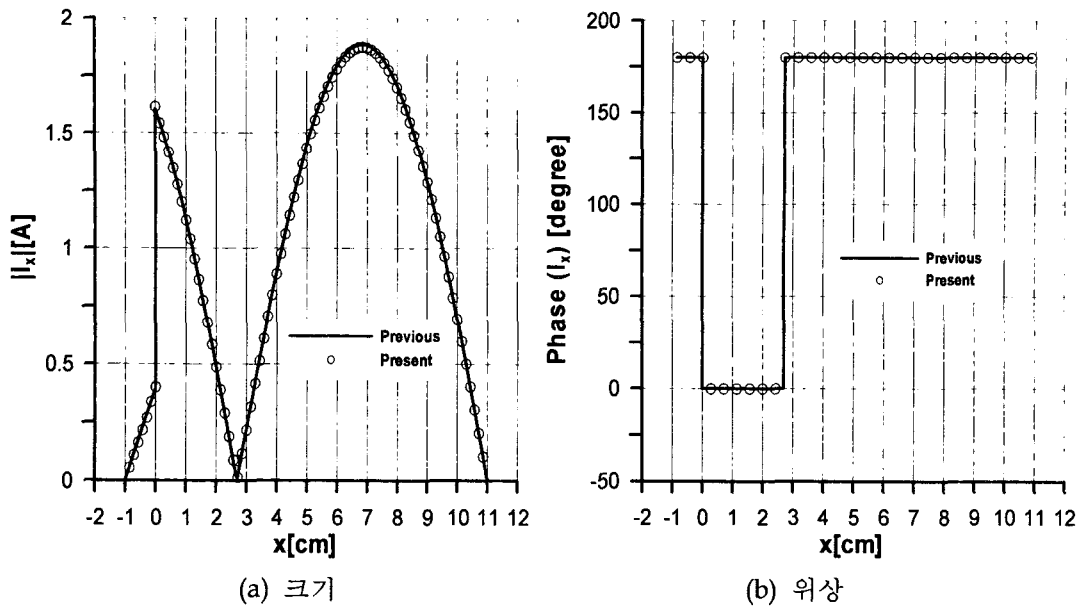 2
1.5
1
0.5
0
|Iₓ|[A]
Previous
Present
-2 -1 0 1 2 3 4 5 6 7 8 9 10 11 12
x[cm]
(a) 크기
200
150
100
50
0
-50
Phase (Iₓ) [degree]
Previous
Present
-2 -1 0 1 2 3 4 5 6 7 8 9 10 11 12
x[cm]
(b) 위상